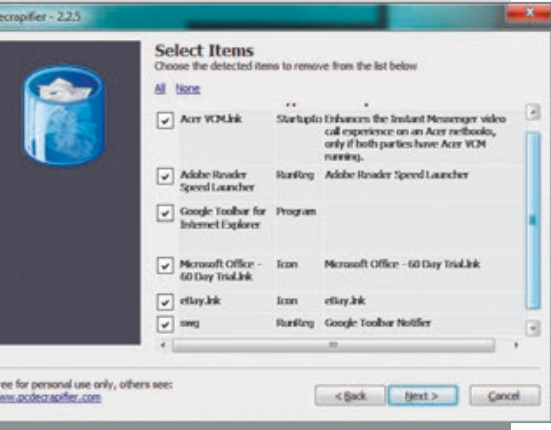 ecrapifier - 2.2.5
Select Items
Choose the detected items to remove from the list below
All None
Acer VCM.lnk StartupIo Enhances the Instant Messenger video
call experience on an Acer netbooks,
only if both parties have Acer VCM
running.
Adobe Reader RunReg Adobe Reader Speed Launcher
Speed Launcher
Google Toolbar for Program
Internet Explorer
Microsoft Office - Icon Microsoft Office - 60 Day Trial.lnk
60 Day Trial.lnk
eBay.lnk Icon eBay.lnk
swg RunReg Google Toolbar Notifier
ree for personal use only, others see:
ww.pcdecrapifier.com
< Back Next > Cancel